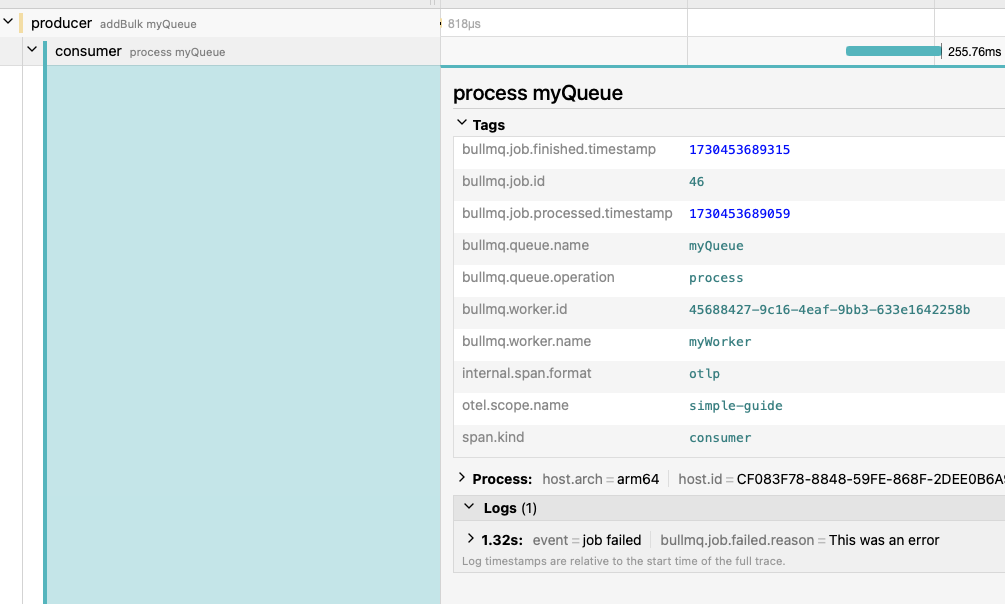 producer addBulk myQueue 818μs
consumer process myQueue 255.76ms
process myQueue
Tags
bullmq.job.finished.timestamp 1730453689315
bullmq.job.id 46
bullmq.job.processed.timestamp 1730453689059
bullmq.queue.name myQueue
bullmq.queue.operation process
bullmq.worker.id 45688427-9c16-4eaf-9bb3-633e1642258b
bullmq.worker.name myWorker
internal.span.format otlp
otel.scope.name simple-guide
span.kind consumer
Process: host.arch = arm64 host.id = CF083F78-8848-59FE-868F-2DEE0B6A
Logs (1)
1.32s: event = job failed bullmq.job.failed.reason = This was an error
Log timestamps are relative to the start time of the full trace.